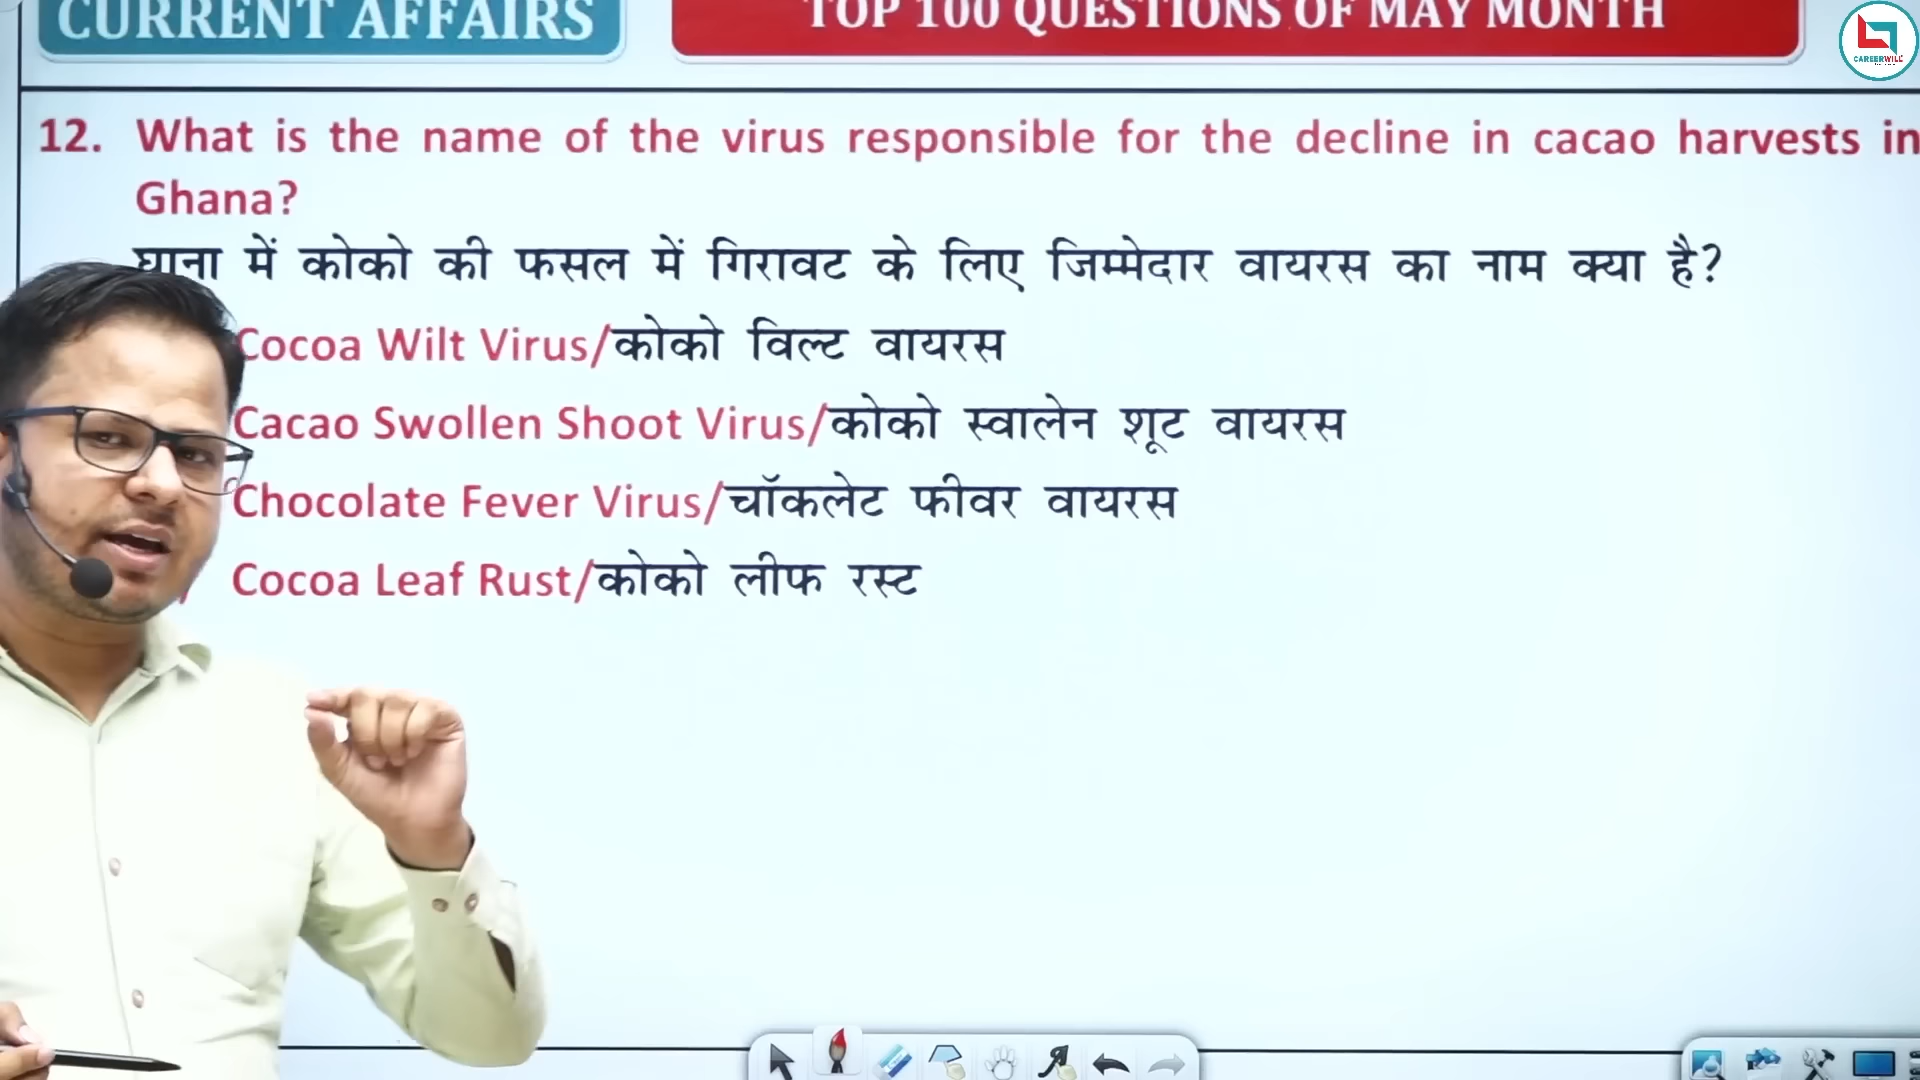 CURRENT AFFAIRS
TOP 100 QUESTIONS OF MAY MONTH
CAREERWILL
12. What is the name of the virus responsible for the decline in cacao harvests in
Ghana?
घाना में कोको की फसल में गिरावट के लिए जिम्मेदार वायरस का नाम क्या है?
Cocoa Wilt Virus/कोको विल्ट वायरस
Cacao Swollen Shoot Virus/कोको स्वालेन शूट वायरस
Chocolate Fever Virus/चॉकलेट फीवर वायरस
Cocoa Leaf Rust/कोको लीफ रस्ट